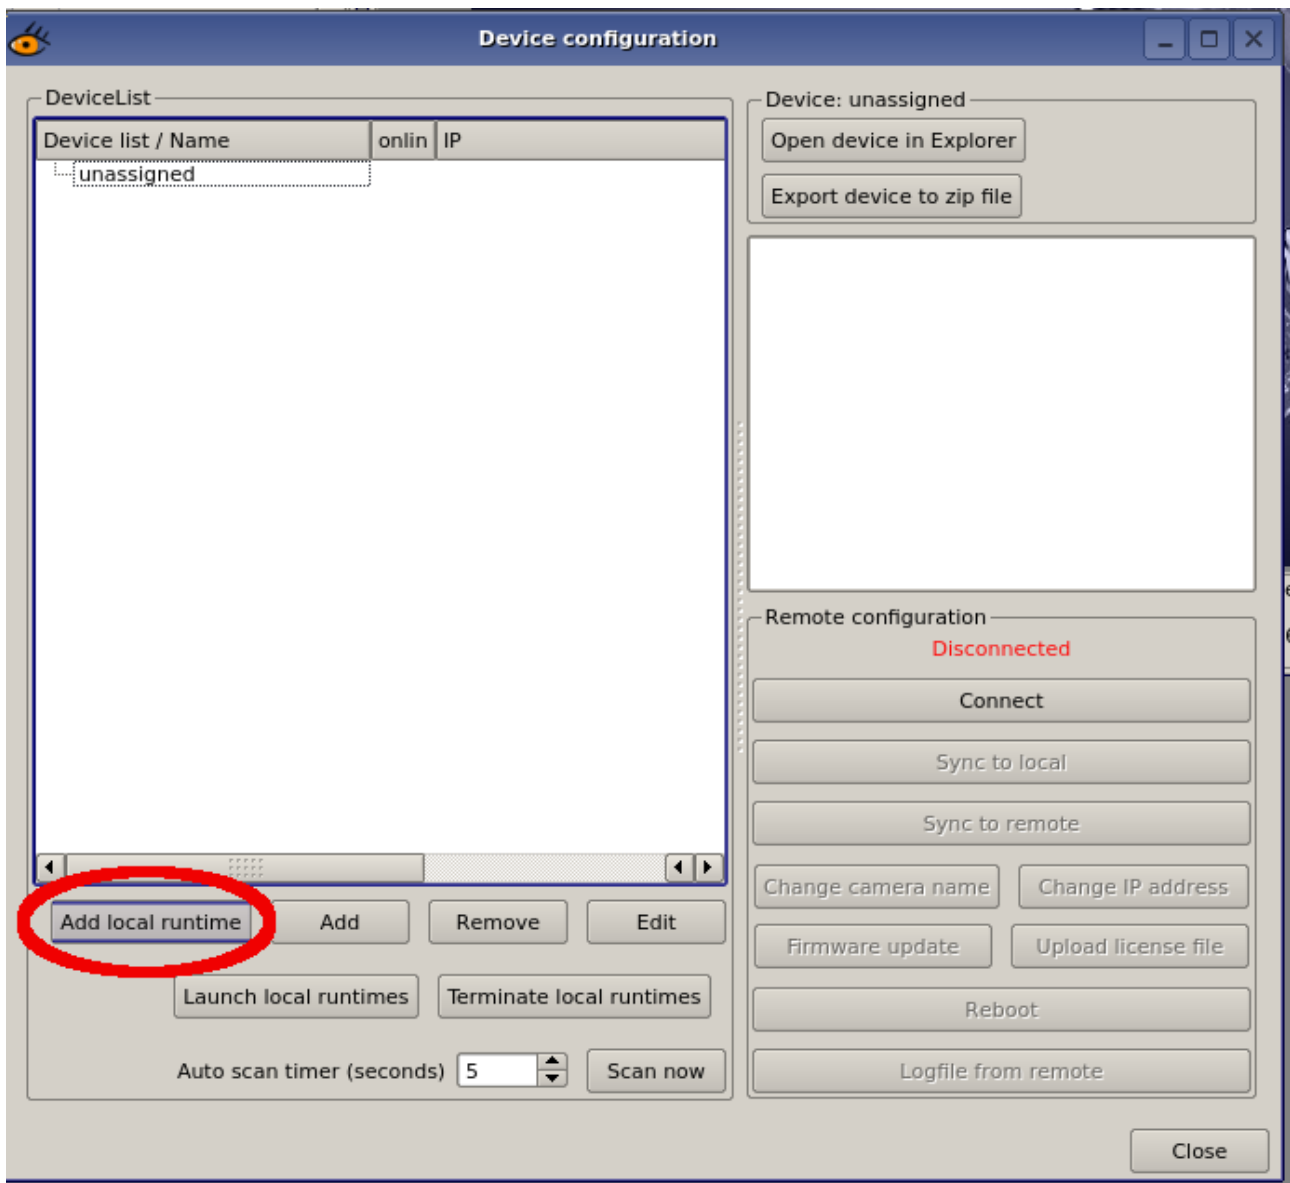 Device configuration
DeviceList
Device list / Name onlin IP
unassigned
Add local runtime Add Remove Edit
Launch local runtimes Terminate local runtimes
Auto scan timer (seconds) 5 Scan now
Device: unassigned
Open device in Explorer
Export device to zip file
Remote configuration
Disconnected
Connect
Sync to local
Sync to remote
Change camera name Change IP address
Firmware update Upload license file
Reboot
Logfile from remote
Close